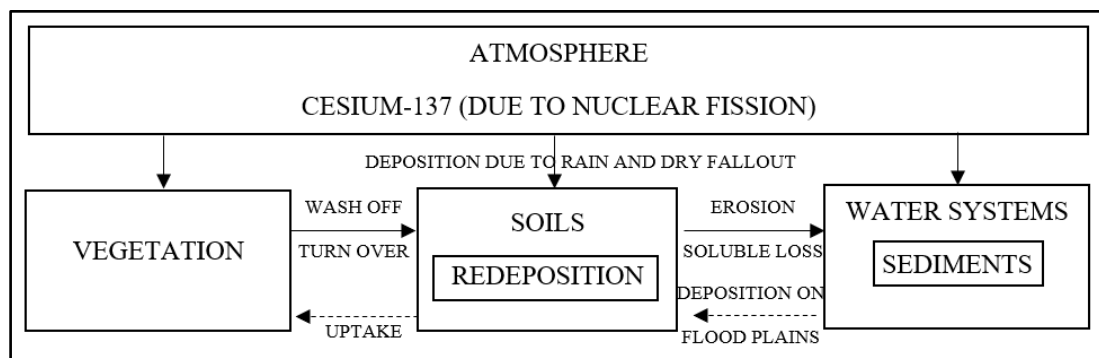 ATMOSPHERE
CESIUM-137 (DUE TO NUCLEAR FISSION)
DEPOSITION DUE TO RAIN AND DRY FALLOUT
VEGETATION
WASH OFF
TURN OVER
UPTAKE
SOILS
REDEPOSITION
EROSION
SOLUBLE LOSS
DEPOSITION ON
FLOOD PLAINS
WATER SYSTEMS
SEDIMENTS